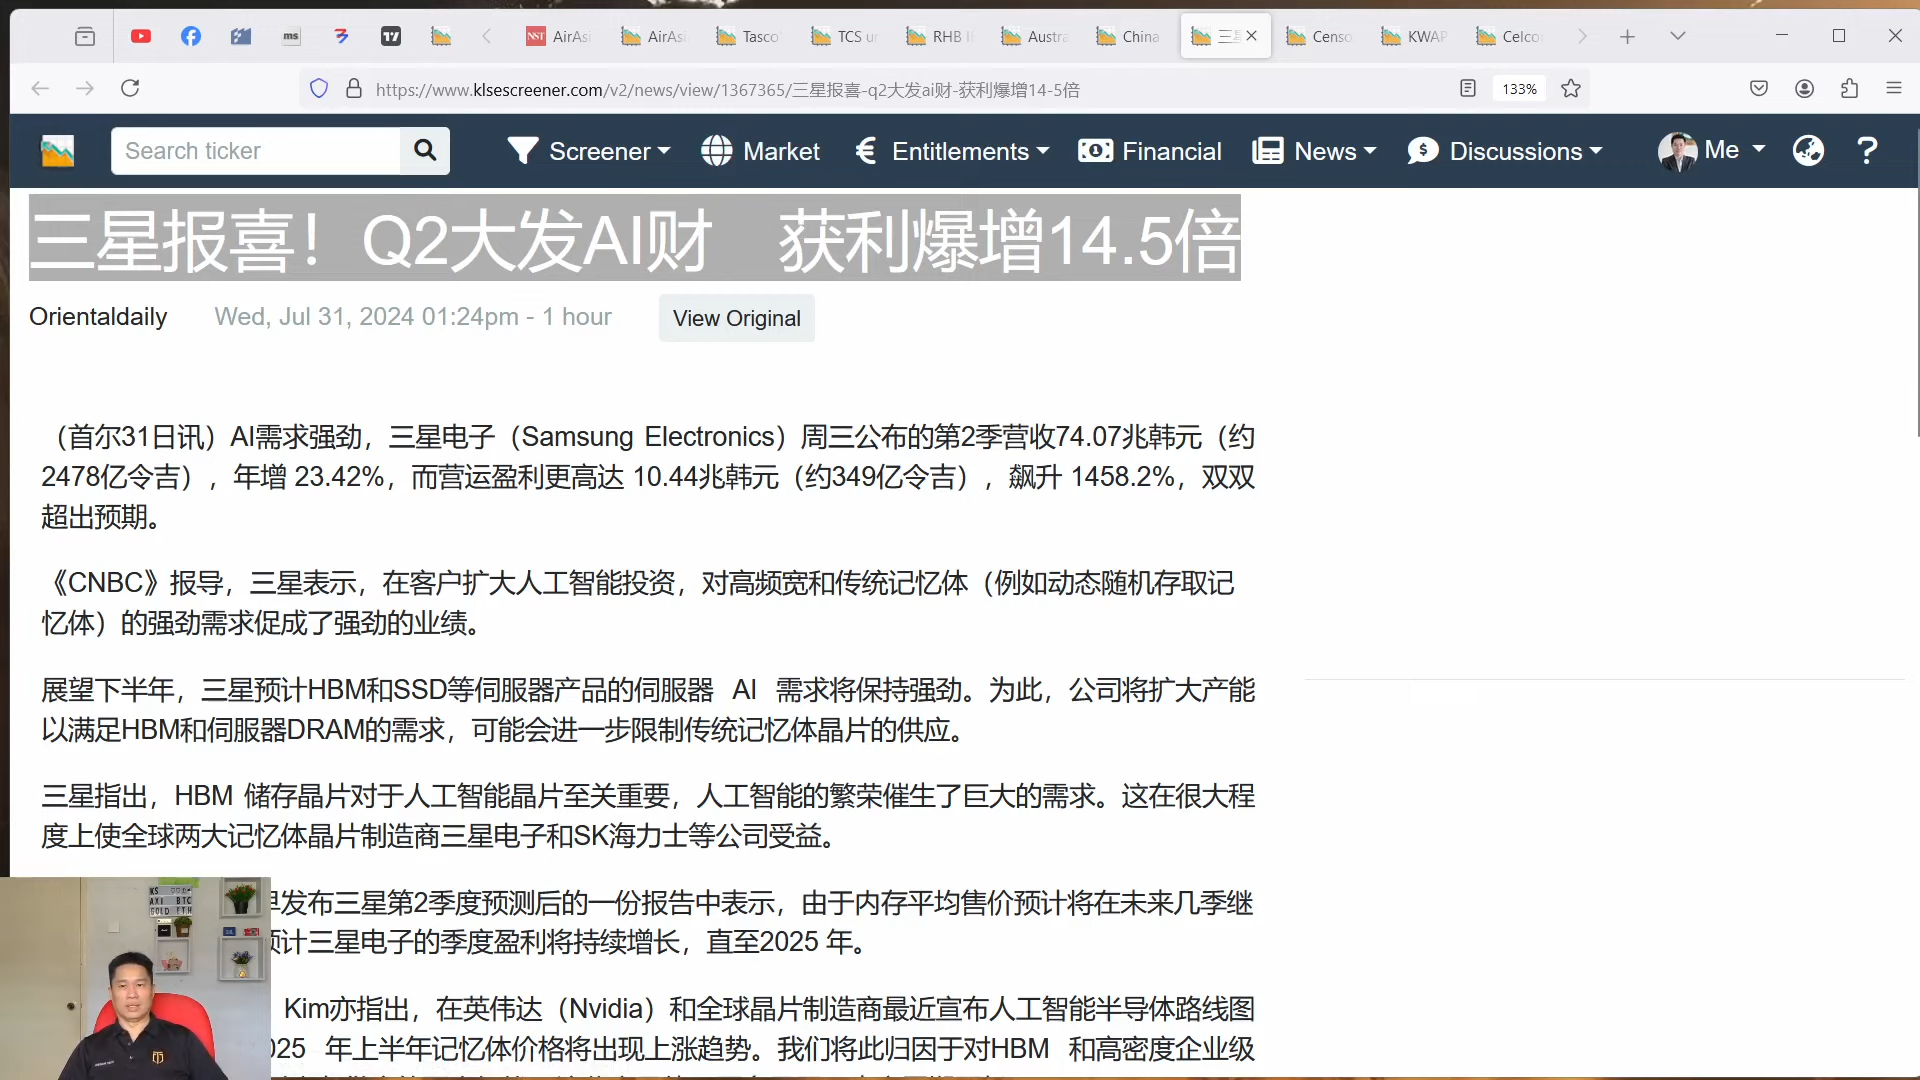 ms
17
NST AirAsi
AirAsi
Tasco
TCS u
RHB I
Austra
China
三
Censo
KWAP
Celco
https://www.klsescreener.com/v2/news/view/1367365/三星报喜-q2大发ai财-获利爆增14-5倍
133%
Search ticker
Screener
Market
Entitlements
Financial
News
Discussions
Me
?
三星报喜！Q2大发AI财　获利爆增14.5倍
Orientaldaily
Wed, Jul 31, 2024 01:24pm - 1 hour
View Original
（首尔31日讯）AI需求强劲，三星电子（Samsung Electronics）周三公布的第2季营收74.07兆韩元（约
2478亿令吉），年增 23.42%，而营运盈利更高达 10.44兆韩元（约349亿令吉），飙升 1458.2%，双双
超出预期。
《CNBC》报导，三星表示，在客户扩大人工智能投资，对高频宽和传统记忆体（例如动态随机存取记
忆体）的强劲需求促成了强劲的业绩。
展望下半年，三星预计HBM和SSD等伺服器产品的伺服器 AI 需求将保持强劲。为此，公司将扩大产能
以满足HBM和伺服器DRAM的需求，可能会进一步限制传统记忆体晶片的供应。
三星指出，HBM 储存晶片对于人工智能晶片至关重要，人工智能的繁荣催生了巨大的需求。这在很大程
度上使全球两大记忆体晶片制造商三星电子和SK海力士等公司受益。
发布三星第2季度预测后的一份报告中表示，由于内存平均售价预计将在未来几季继
计三星电子的季度盈利将持续增长，直至2025 年。
Kim亦指出，在英伟达（Nvidia）和全球晶片制造商最近宣布人工智能半导体路线图
025 年上半年记忆体价格将出现上涨趋势。我们将此归因于对HBM 和高密度企业级
AXI BTC
GOLD ETH